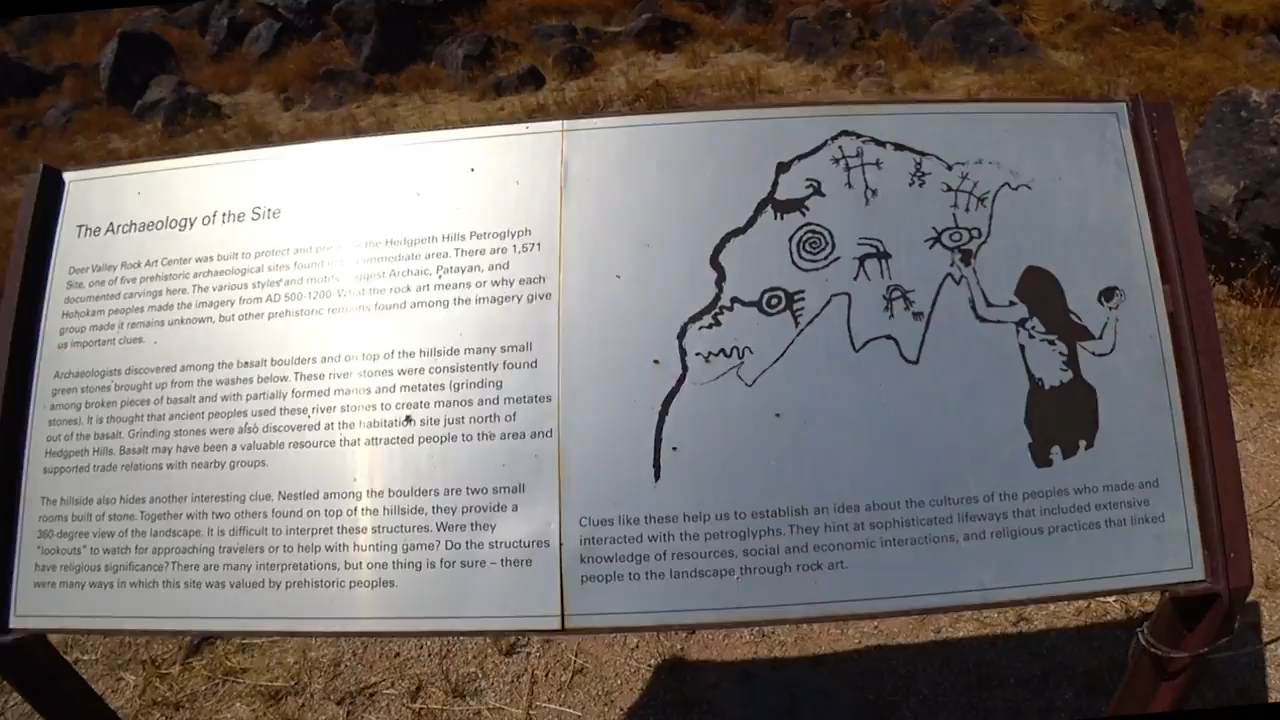 The Archaeology of the Site
Deer Valley Rock Art Center was built to protect and the Hedgpeth Hills Petroglyph
Site, one of five prehistoric archaeological sites found immediate area. There are 1,571
documented carvings here. The various styles and motifs suggest Archaic, Patayan, and
Hohokam peoples made the imagery from AD 500-1200. What the rock art means or why each
group made it remains unknown, but other prehistoric remains found among the imagery give
us important clues.
Archaeologists discovered among the basalt boulders and on top of the hillside many small
green stones brought up from the washes below. These river stones were consistently found
among broken pieces of basalt and with partially formed manos and metates (grinding
stones). It is thought that ancient peoples used these river stones to create manos and metates
out of the basalt. Grinding stones were also discovered at the habitation site just north of
Hedgpeth Hills. Basalt may have been a valuable resource that attracted people to the area and
supported trade relations with nearby groups.
The hillside also hides another interesting clue. Nestled among the boulders are two small
rooms built of stone. Together with two others found on top of the hillside, they provide a
360-degree view of the landscape. It is difficult to interpret these structures. Were they
"lookouts" to watch for approaching travelers or to help with hunting game? Do the structures
have religious significance? There are many interpretations, but one thing is for sure – there
were many ways in which this site was valued by prehistoric peoples.
Clues like these help us to establish an idea about the cultures of the peoples who made and
interacted with the petroglyphs. They hint at sophisticated lifeways that included extensive
knowledge of resources, social and economic interactions, and religious practices that linked
people to the landscape through rock art.